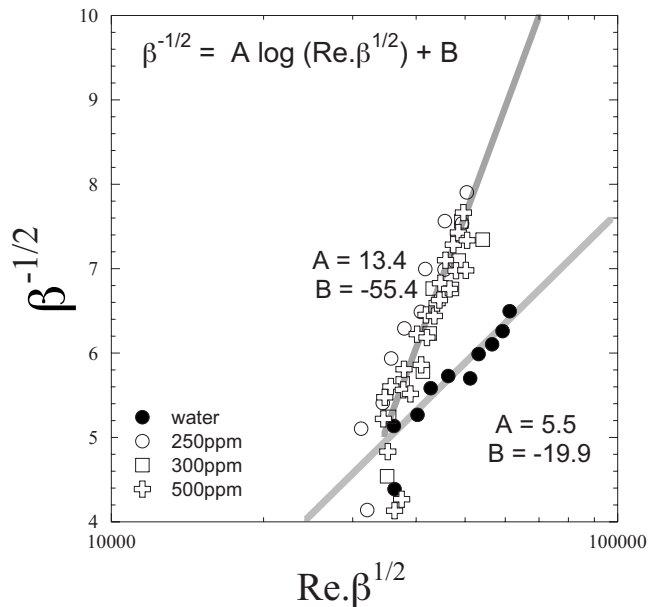 β^-1/2 = A log (Re.β^1/2) + B
10
9
8
7
6
5
4
β^-1/2
A = 13.4
B = -55.4
A = 5.5
B = -19.9
water
250ppm
300ppm
500ppm
10000
100000
Re.β^1/2